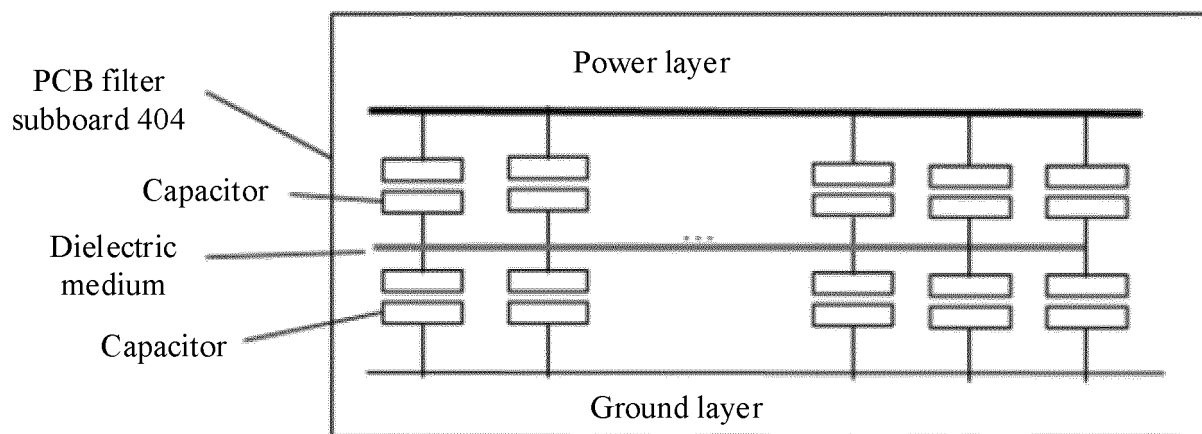 Power layer
PCB filter
subboard 404
Capacitor
...
Dielectric
medium
Capacitor
Ground layer